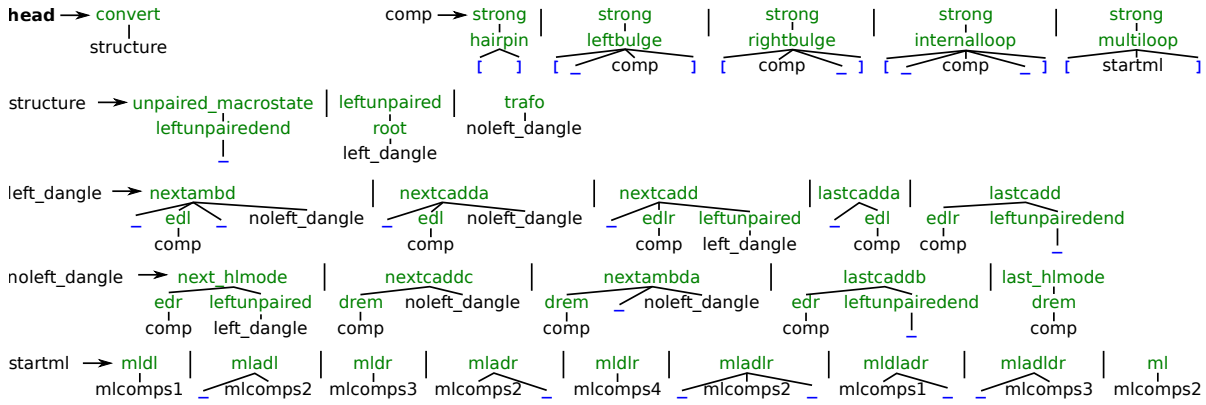 head convert comp strong | strong | strong | strong | strong
structure hairpin leftbulge rightbulge internalloop multiloop
[ ] [ _ comp ] [ comp _ ] [ _ comp _ ] [ startml ]
structure unpaired_macrostate | leftunpaired | trafo
leftunpairedend root noleft_dangle
_ left_dangle
left_dangle nextambd | nextcadda | nextcadd | lastcadda | lastcadd
_ edl _ noleft_dangle _ edl noleft_dangle _ edlr leftunpaired _ edl edlr leftunpairedend
comp comp comp left_dangle comp comp _
noleft_dangle next_hlmode | nextcaddc | nextambda | lastcaddb | last_hlmode
edr leftunpaired drem noleft_dangle drem _ noleft_dangle edr leftunpairedend drem
comp left_dangle comp comp comp _ comp
startml mldl | mladl | mldr | mladr | mldlr | mladlr | mldladr | mladldr | ml
mlcomps1 _ mlcomps2 mlcomps3 mlcomps2 _ mlcomps4 _ mlcomps2 _ mlcomps1 _ _ mlcomps3 mlcomps2